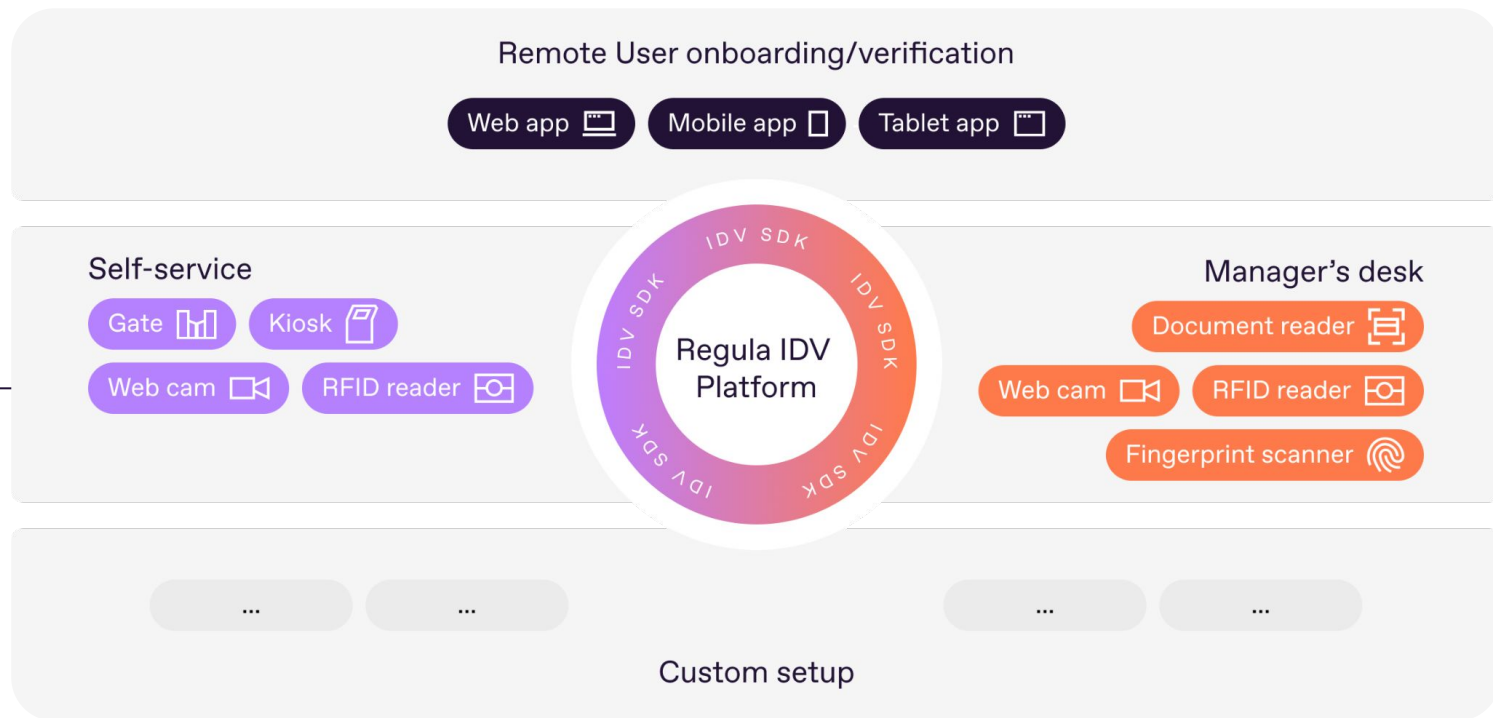 Remote User onboarding/verification
Web app
Mobile app
Tablet app
Self-service
Gate
Kiosk
Web cam
RFID reader
IDV SDK
IDV SDK
IDV SDK
IDV SDK
IDV SDK
Regula IDV
Platform
Manager’s desk
Document reader
Web cam
RFID reader
Fingerprint scanner
...
...
...
...
Custom setup